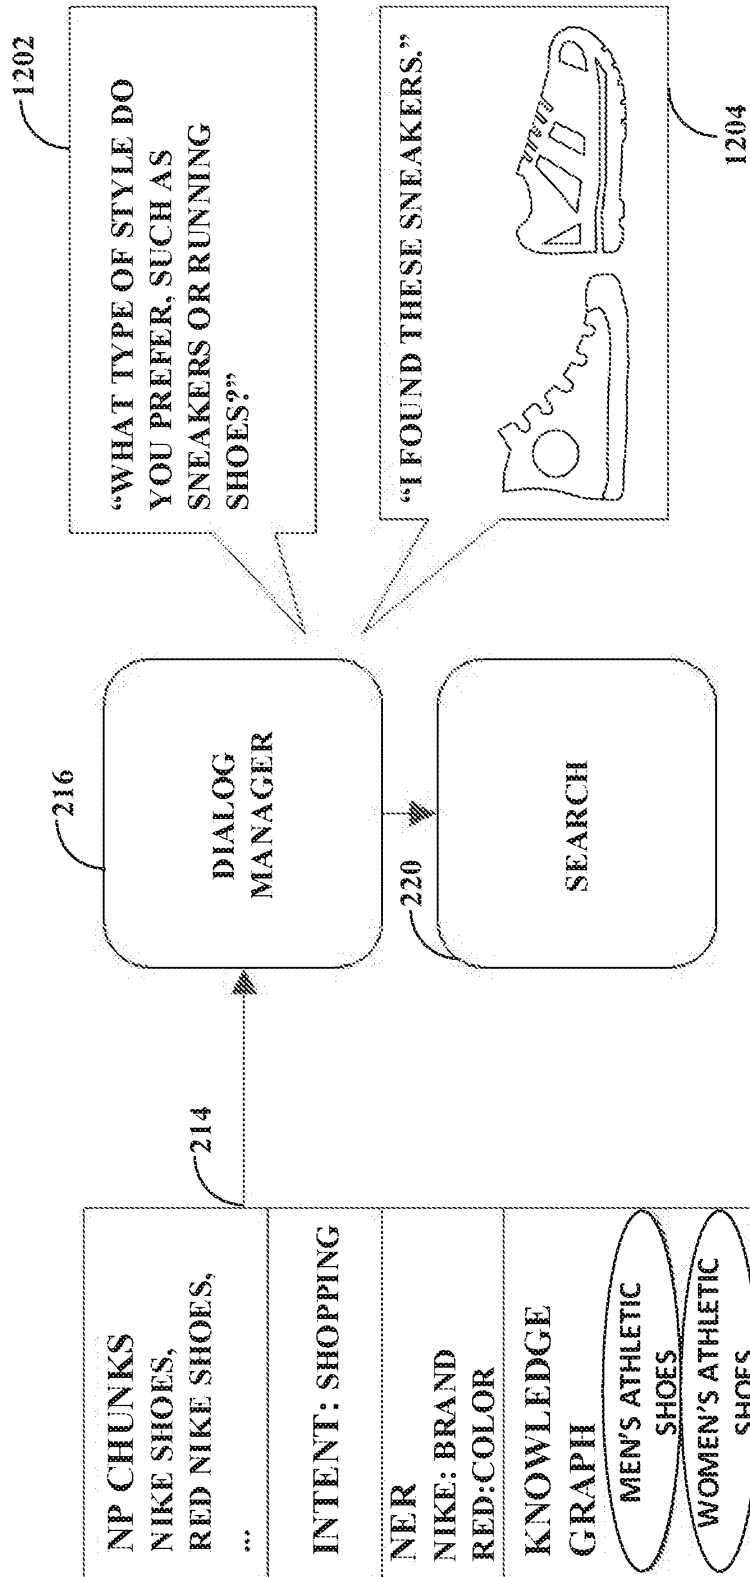 NP CHUNKS
NIKE SHOES,
RED NIKE SHOES,
...
INTENT: SHOPPING
NER
NIKE: BRAND
RED:COLOR
KNOWLEDGE
GRAPH
MEN'S ATHLETIC
SHOES
WOMEN'S ATHLETIC
SHOES
214
216
DIALOG
MANAGER
220
SEARCH
1202
“WHAT TYPE OF STYLE DO
YOU PREFER, SUCH AS
SNEAKERS OR RUNNING
SHOES?”
“I FOUND THESE SNEAKERS.”
1204